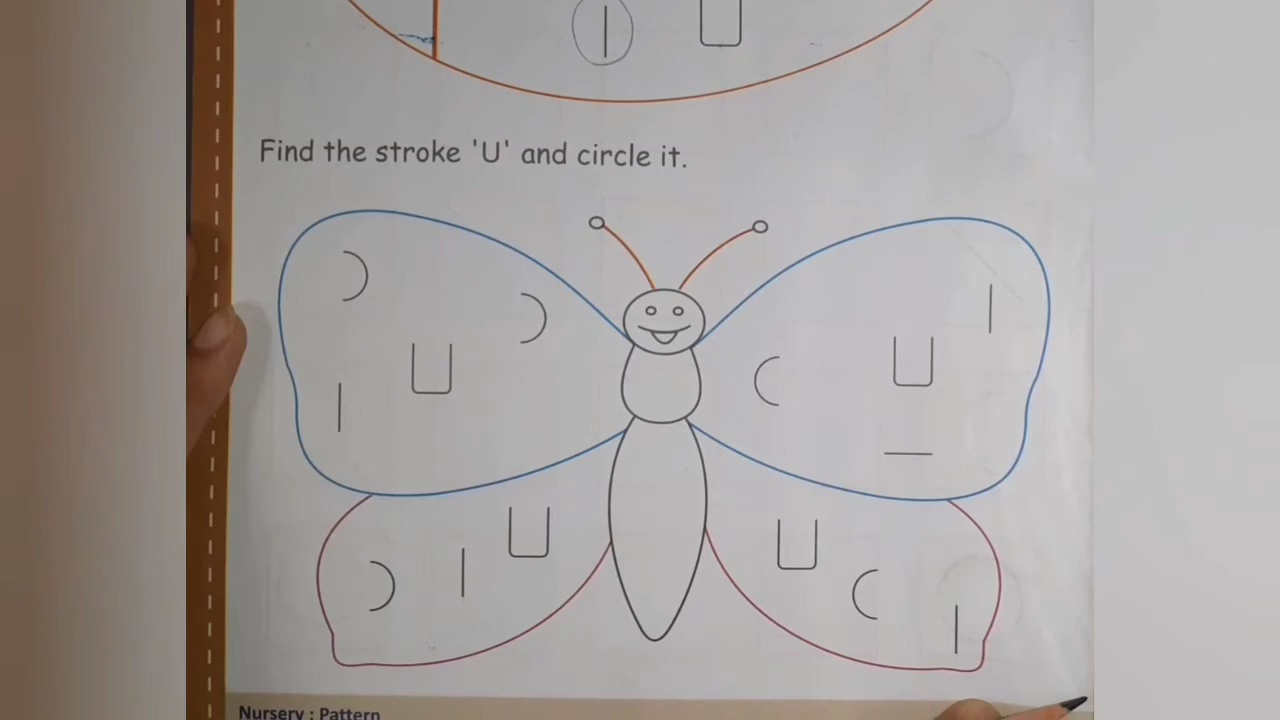 Find the stroke 'U' and circle it.
Nursery : Pattern